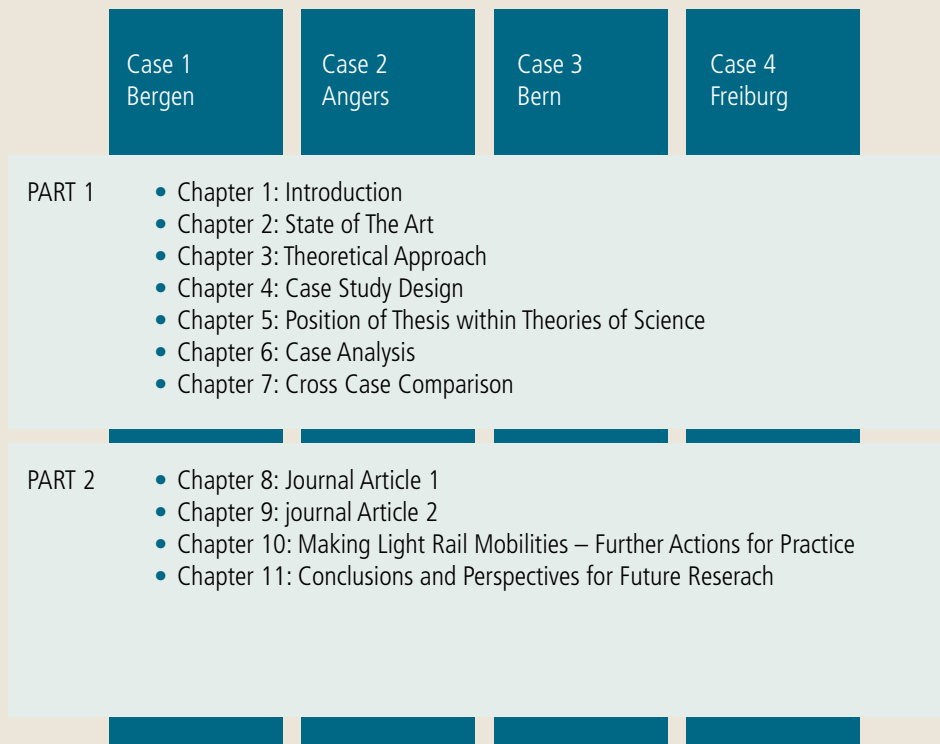 Case 1
Bergen
Case 2
Angers
Case 3
Bern
Case 4
Freiburg
PART 1
• Chapter 1: Introduction
• Chapter 2: State of The Art
• Chapter 3: Theoretical Approach
• Chapter 4: Case Study Design
• Chapter 5: Position of Thesis within Theories of Science
• Chapter 6: Case Analysis
• Chapter 7: Cross Case Comparison
PART 2
• Chapter 8: Journal Article 1
• Chapter 9: journal Article 2
• Chapter 10: Making Light Rail Mobilities – Further Actions for Practice
• Chapter 11: Conclusions and Perspectives for Future Reserach